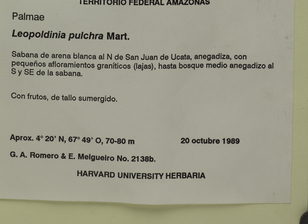 TERRITORIO FEDERAL AMAZONAS
Palmae
Leopoldinia pulchra Mart.
Sabana de arena blanca al N de San Juan de Ucata, anegadiza, con
pequeños afloramientos graníticos (lajas), hasta bosque medio anegadizo al
S y SE de la sabana.
Con frutos, de tallo sumergido.
Aprox. 4° 20' N, 67° 49' O, 70-80 m 20 octubre 1989
G. A. Romero & E. Melgueiro No. 2138b.
HARVARD UNIVERSITY HERBARIA